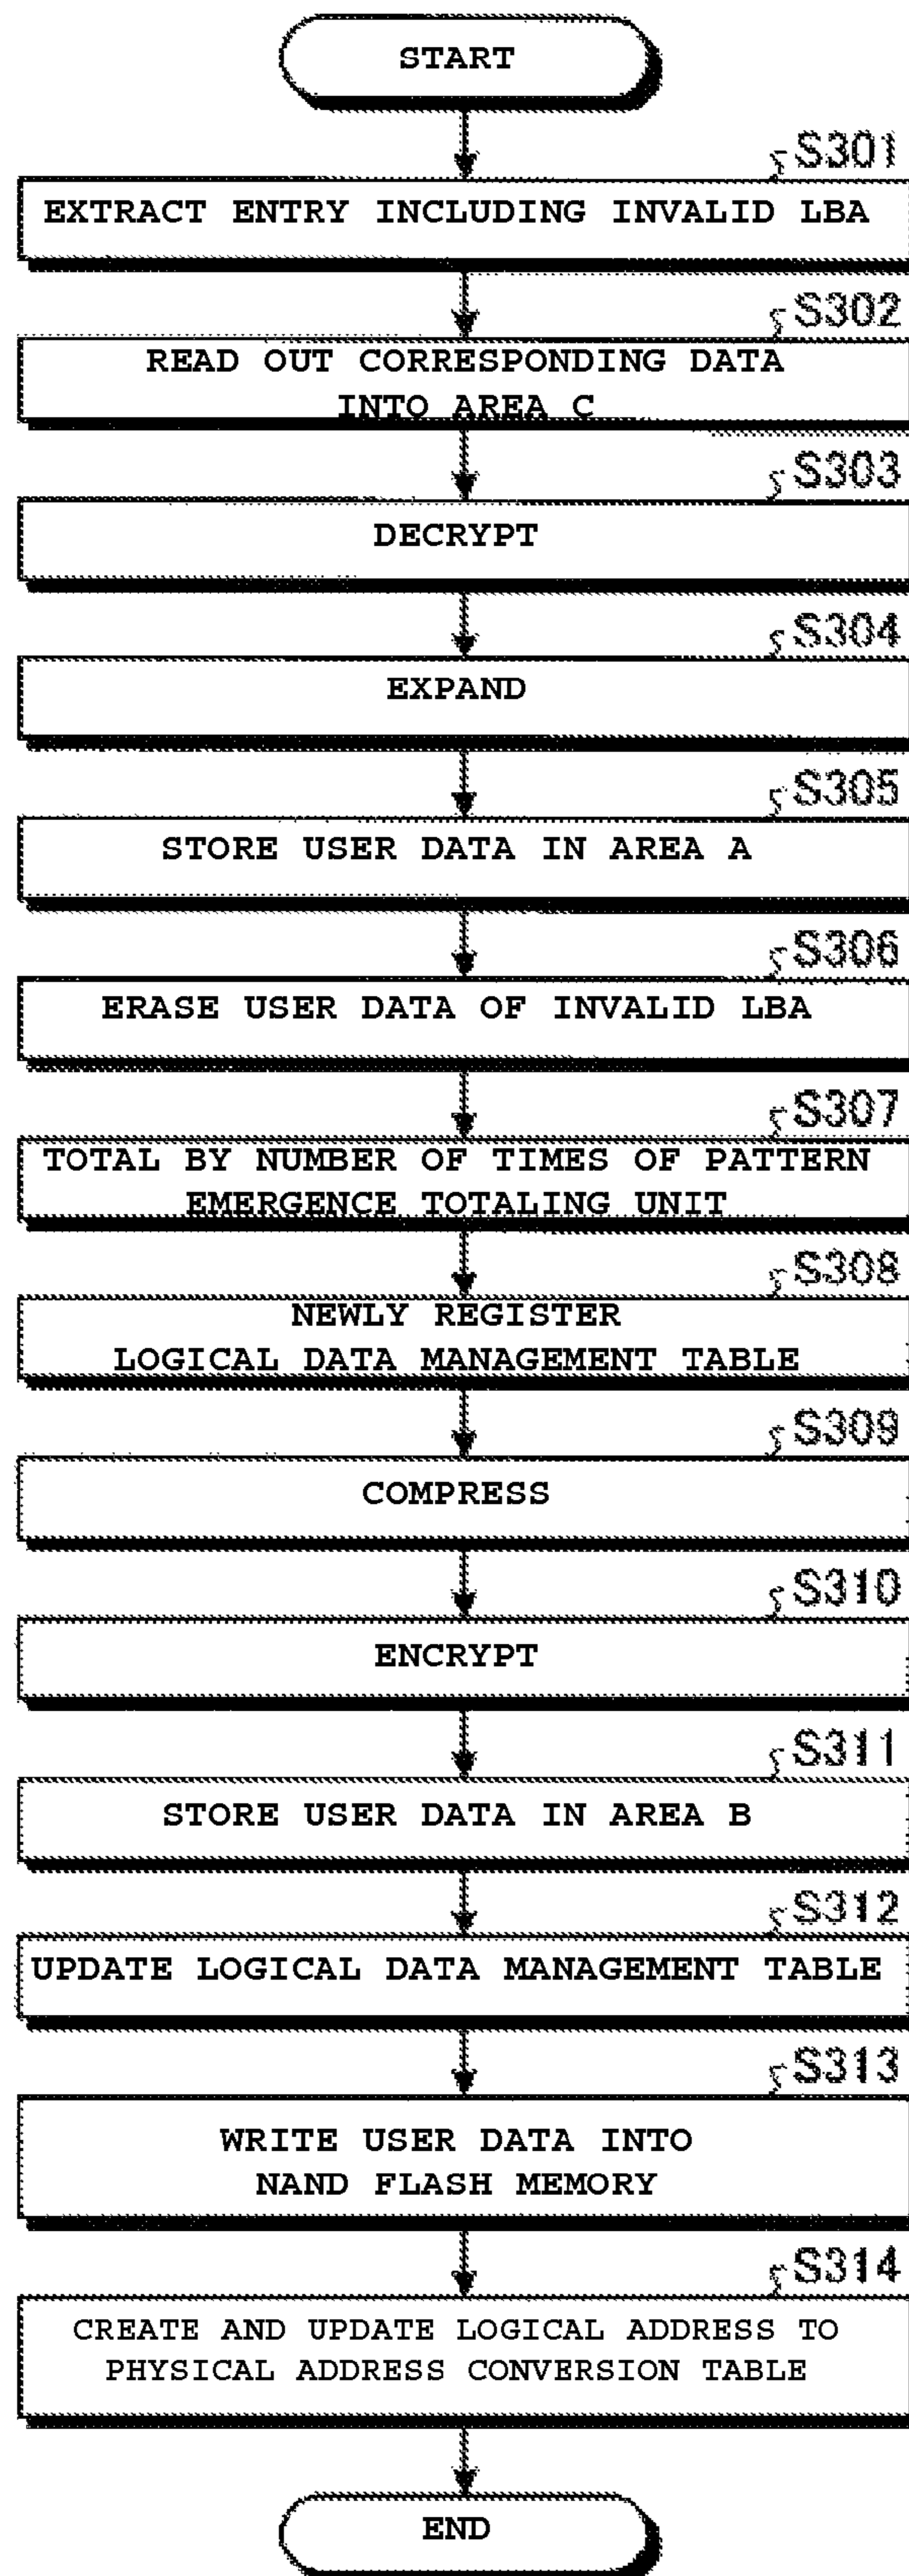 START
S301
EXTRACT ENTRY INCLUDING INVALID LBA
S302
READ OUT CORRESPONDING DATA
INTO AREA C
S303
DECRYPT
S304
EXPAND
S305
STORE USER DATA IN AREA A
S306
ERASE USER DATA OF INVALID LBA
S307
TOTAL BY NUMBER OF TIMES OF PATTERN
EMERGENCE TOTALING UNIT
S308
NEWLY REGISTER
LOGICAL DATA MANAGEMENT TABLE
S309
COMPRESS
S310
ENCRYPT
S311
STORE USER DATA IN AREA B
S312
UPDATE LOGICAL DATA MANAGEMENT TABLE
S313
WRITE USER DATA INTO
NAND FLASH MEMORY
S314
CREATE AND UPDATE LOGICAL ADDRESS TO
PHYSICAL ADDRESS CONVERSION TABLE
END